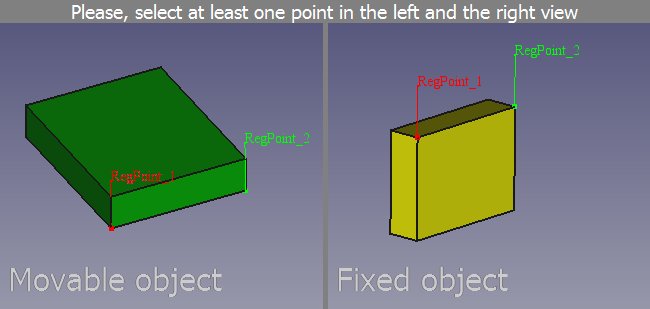 Please, select at least one point in the left and the right view
RegPoint_2
RegPoint_1
RegPoint_2
RegPoint_1
Movable object
Fixed object